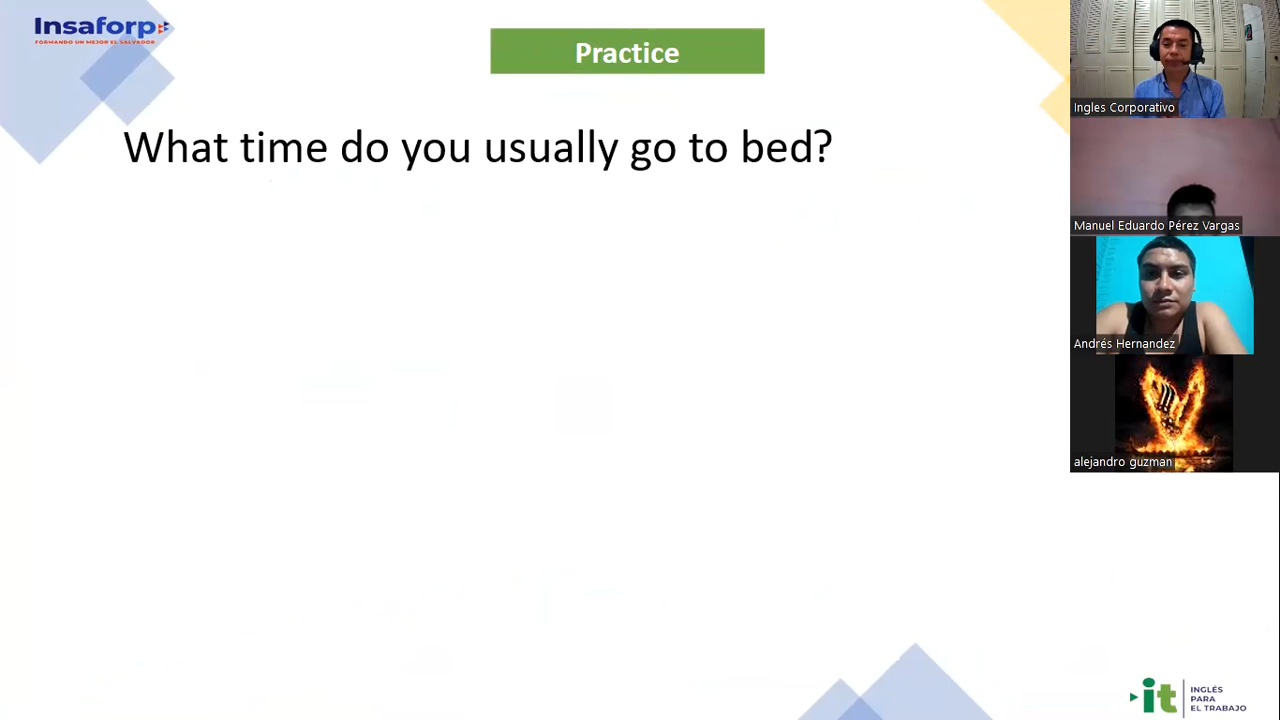 Insaforp
FORMANDO UN MEJOR EL SALVADOR
Practice
What time do you usually go to bed?
Ingles Corporativo
Manuel Eduardo Pérez Vargas
Andrés Hernandez
alejandro guzman
it
INGLÉS
PARA
EL TRABAJO